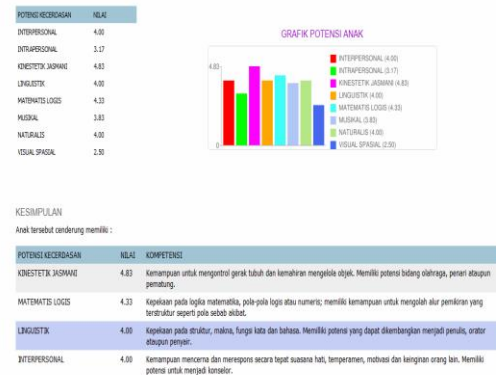 POTENSI KECERDASAN NILAI
INTERPERSONAL 4.00
INTRAPERSONAL 3.17
KINESTETIK JASMANI 4.83
LINGUISTIK 4.00
MATEMATIS LOGIS 4.33
MUSIKAL 3.83
NATURALIS 4.00
VISUAL SPASIAL 2.50
GRAFIK POTENSI ANAK
4.83
0
INTERPERSONAL (4.00)
INTRAPERSONAL (3.17)
KINESTETIK JASMANI (4.83)
LINGUISTIK (4.00)
MATEMATIS LOGIS (4.33)
MUSIKAL (3.83)
NATURALIS (4.00)
VISUAL SPASIAL (2.50)
KESIMPULAN
Anak tersebut cenderung memiliki :
POTENSI KECERDASAN NILAI KOMPETENSI
KINESTETIK JASMANI 4.83 Kemampuan untuk mengontrol gerak tubuh dan kemahiran mengelola objek. Memiliki potensi bidang olahraga, penari ataupun
pematung.
MATEMATIS LOGIS 4.33 Kepekaan pada logika matematika, pola-pola logis atau numeris; memiliki kemampuan untuk mengolah alur pemikiran yang
terstruktur seperti pola sebab akibat.
LINGUISTIK 4.00 Kepekaan pada struktur, makna, fungsi kata dan bahasa. Memiliki potensi yang dapat dikembangkan menjadi penulis, orator
ataupun penyair.
INTERPERSONAL 4.00 Kemampuan mencerna dan merespons secara tepat suasana hati, temperamen, motivasi dan keinginan orang lain. Memiliki
potensi untuk menjadi konselor.